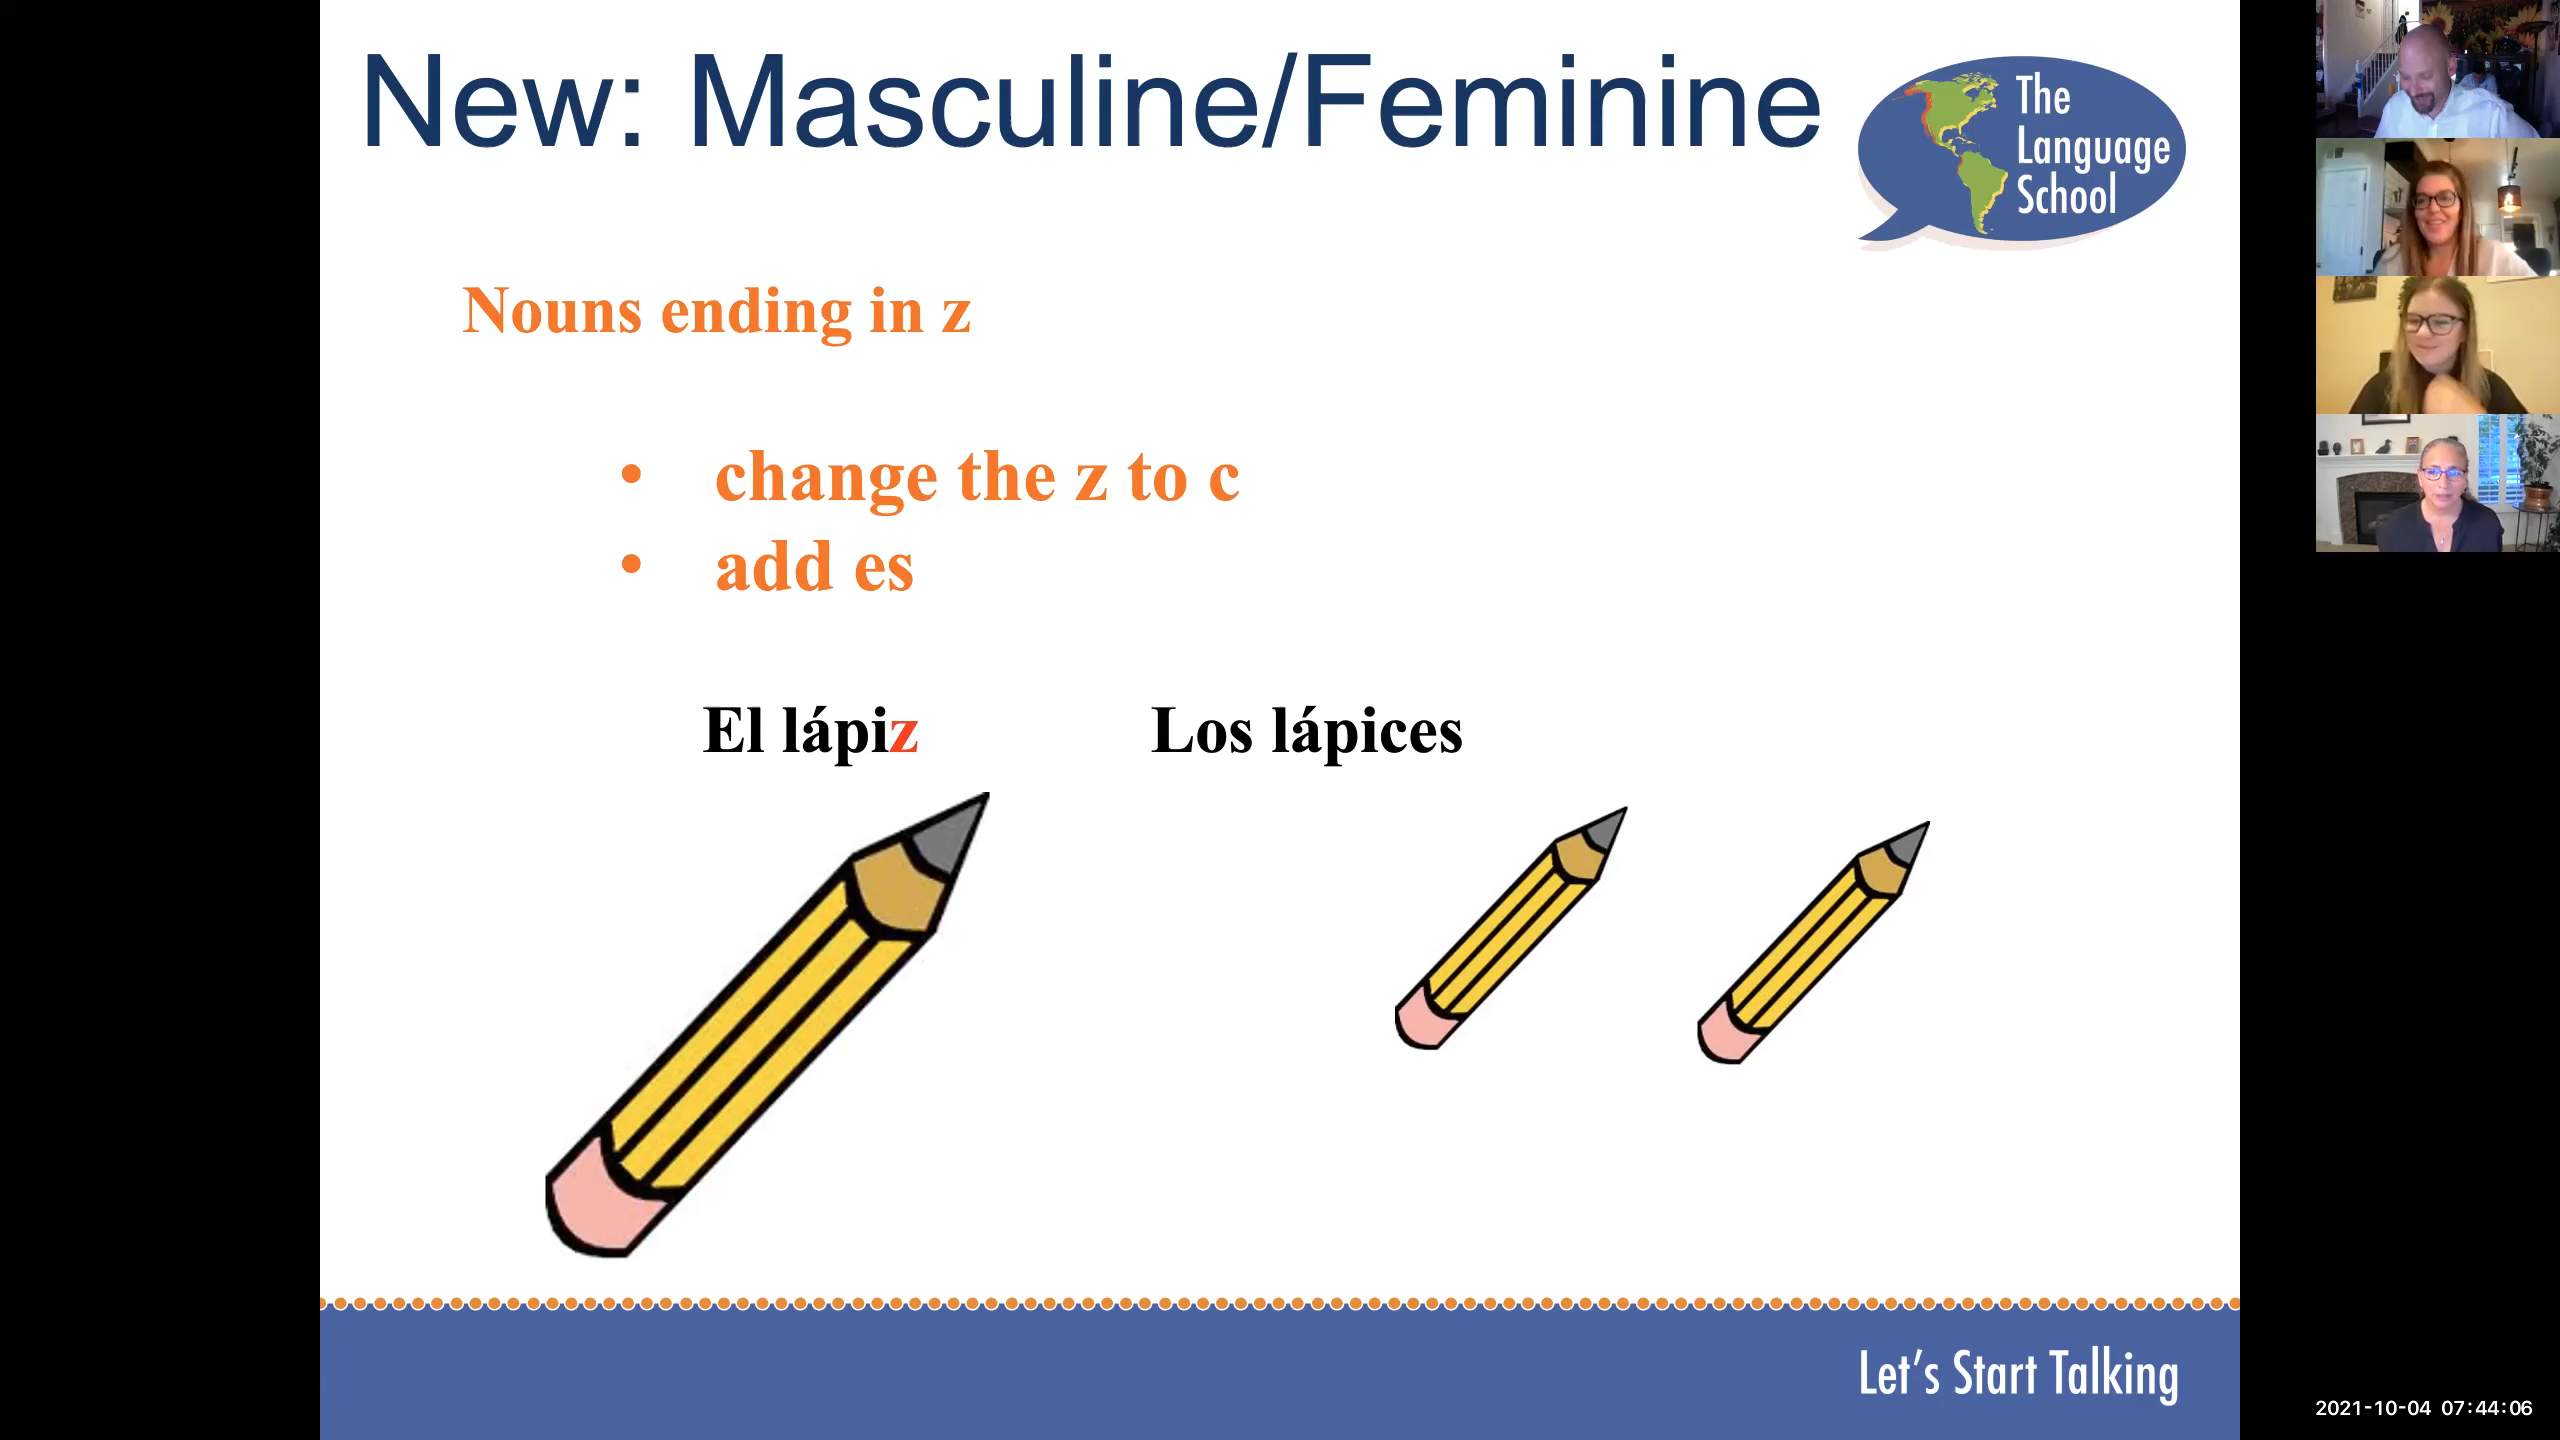 New: Masculine/Feminine
The
Language
School
Nouns ending in z
• change the z to c
• add es
El lápiz Los lápices
Let's Start Talking
2021-10-04 07:44:06